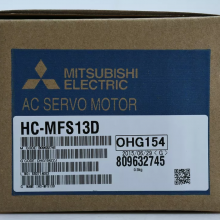 MITSUBISHI
ELECTRIC
AC SERVO MOTOR
HC-MFS13D
OHG154
809632745